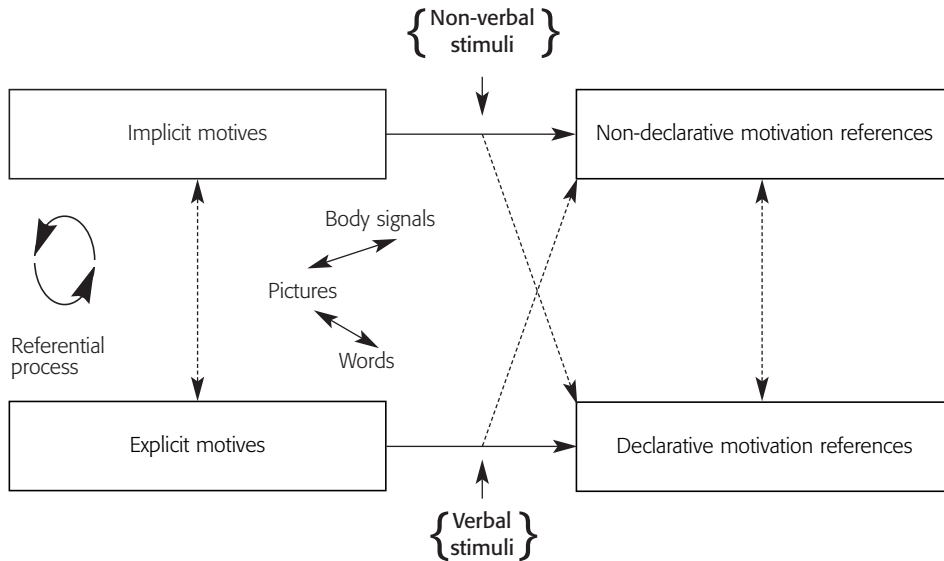 {Non-verbal
stimuli}
Implicit motives
Non-declarative motivation references
Body signals
Pictures
Words
Referential
process
Explicit motives
Declarative motivation references
{Verbal
stimuli}